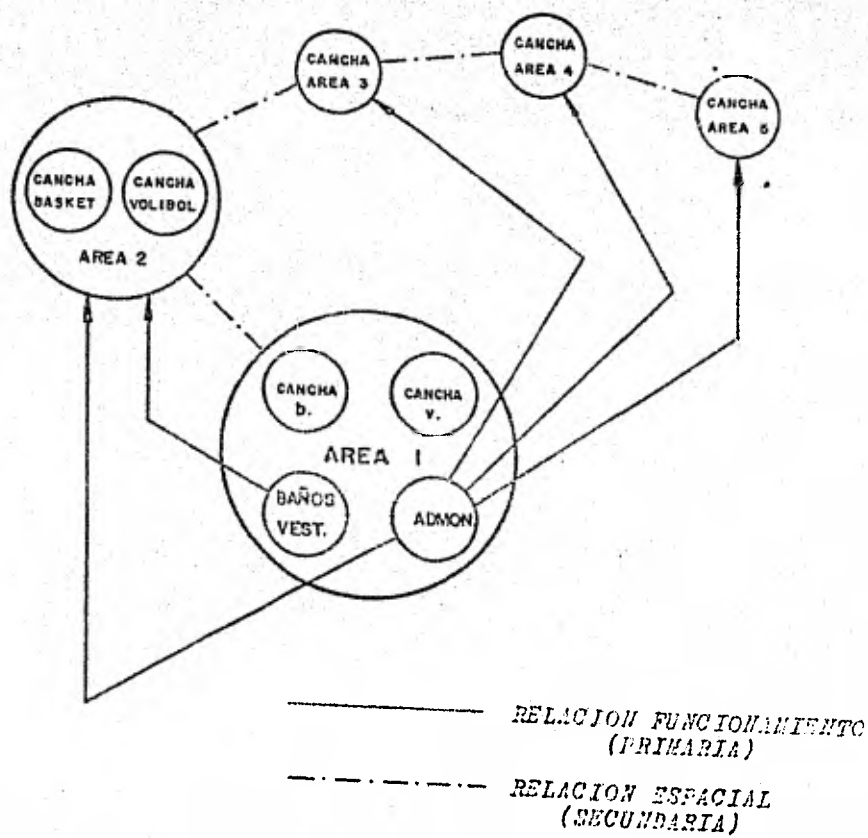 CANCHA
AREA 3
CANCHA
AREA 4
CANCHA
AREA 5
CANCHA
BASKET
CANCHA
VOLIBOL
AREA 2
CANCHA
b.
CANCHA
v.
AREA 1
BAÑOS
VEST.
ADMON.
RELACION FUNCIONAMIENTO
(PRIMARIA)
RELACION ESPACIAL
(SECUNDARIA)